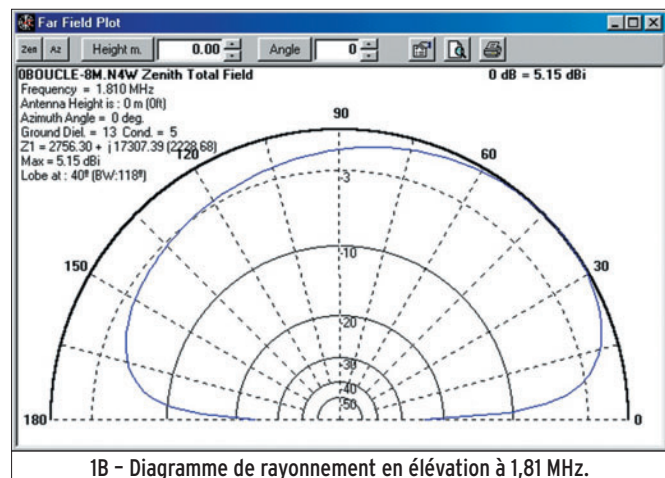 Far Field Plot
Zen Az Height m. 0.00 Angle 0
0BOUCLE-8M.N4W Zenith Total Field 0 dB = 5.15 dBi
Frequency = 1.810 MHz
Antenna Height is : 0 m (0ft)
Azimuth Angle = 0 deg.
Ground Diel. = 13 Cond. = 5
Z1 = 2756.30 + j 17307.39 (2228.68)
Max = 5.15 dBi
Lobe at : 40º (BW:118º)
90
120
60
-3
150
30
-10
-20
-30
-40
-50
180
0
1B – Diagramme de rayonnement en élévation à 1,81 MHz.